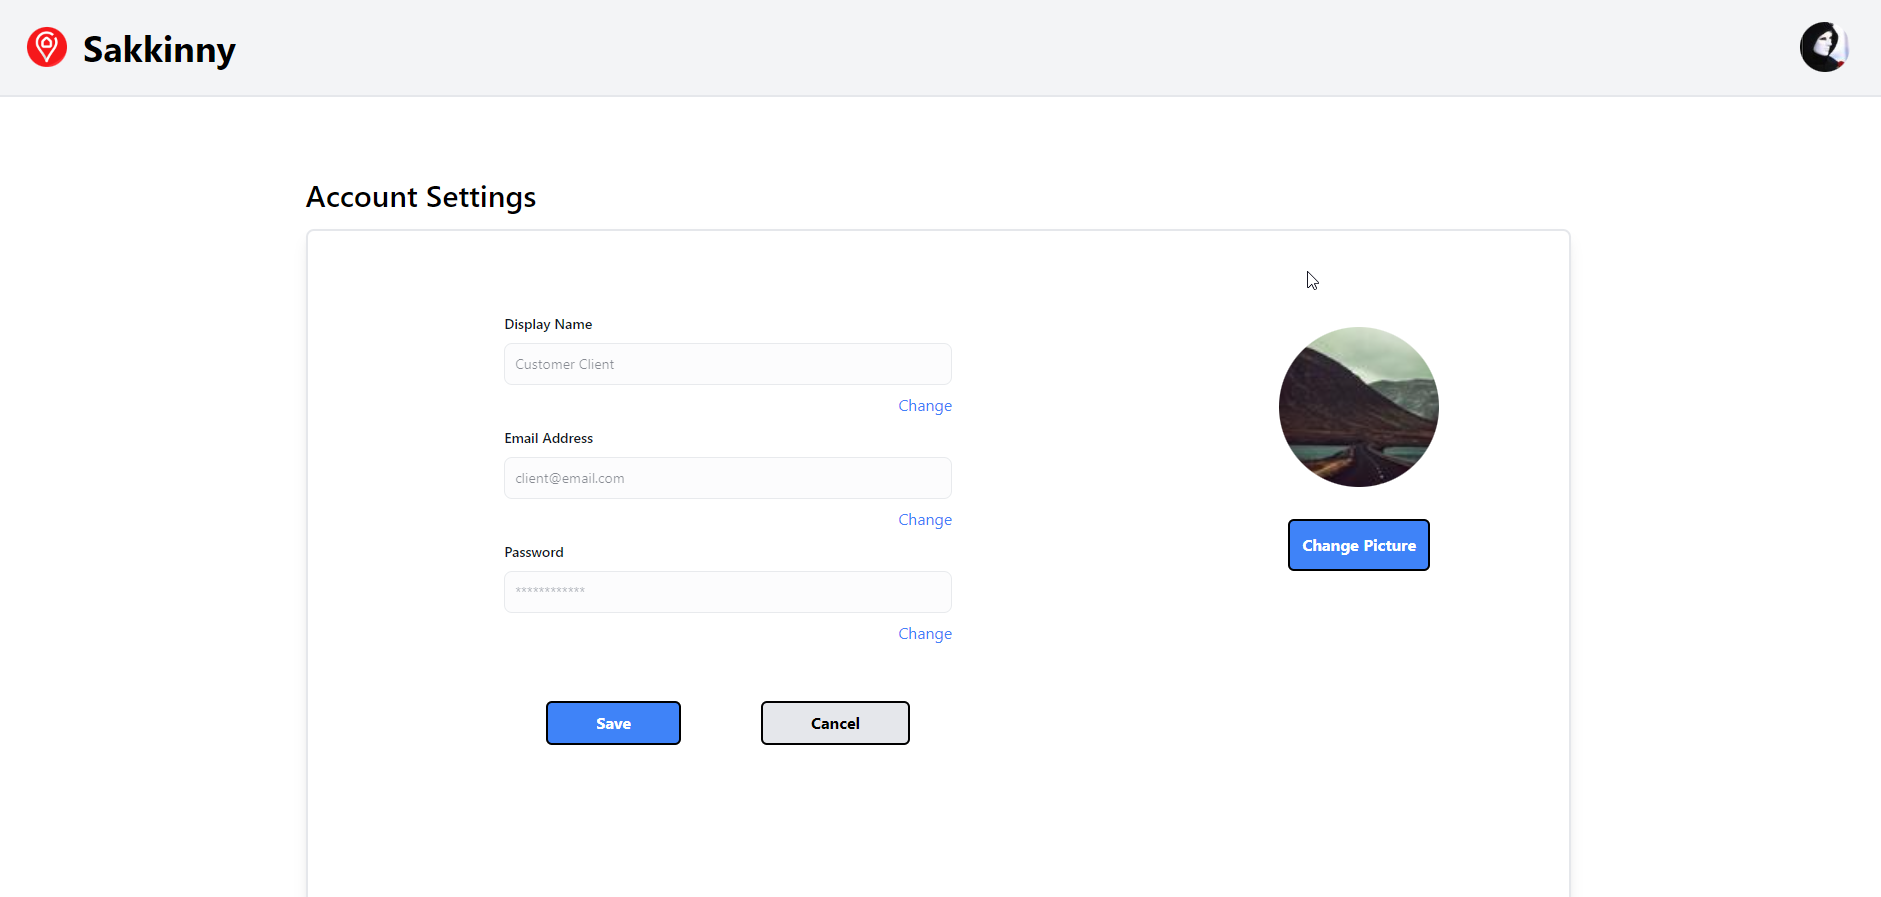 Sakkinny
Account Settings
Display Name
Customer Client
Change
Email Address
client@email.com
Change
Change Picture
Password
************
Change
Save
Cancel